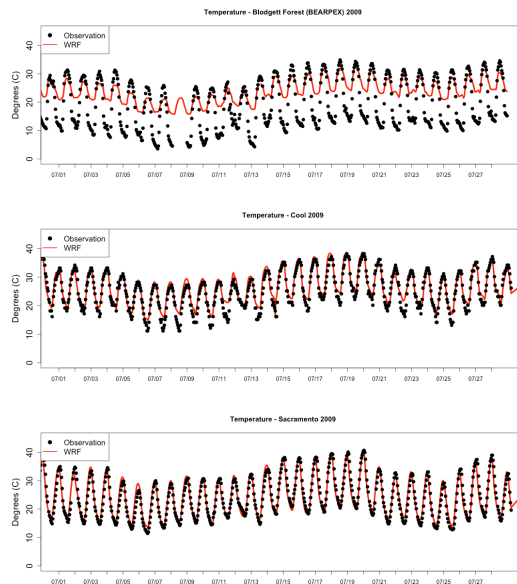 Temperature - Blodgett Forest (BEARPEX) 2009
Observation
WRF
Degrees (C)
0 10 20 30 40
07/01 07/03 07/05 07/07 07/09 07/11 07/13 07/15 07/17 07/19 07/21 07/23 07/25 07/27
Temperature - Cool 2009
Observation
WRF
Degrees (C)
0 10 20 30 40
07/01 07/03 07/05 07/07 07/09 07/11 07/13 07/15 07/17 07/19 07/21 07/23 07/25 07/27
Temperature - Sacramento 2009
Observation
WRF
Degrees (C)
0 10 20 30 40
07/01 07/03 07/05 07/07 07/09 07/11 07/13 07/15 07/17 07/19 07/21 07/23 07/25 07/27